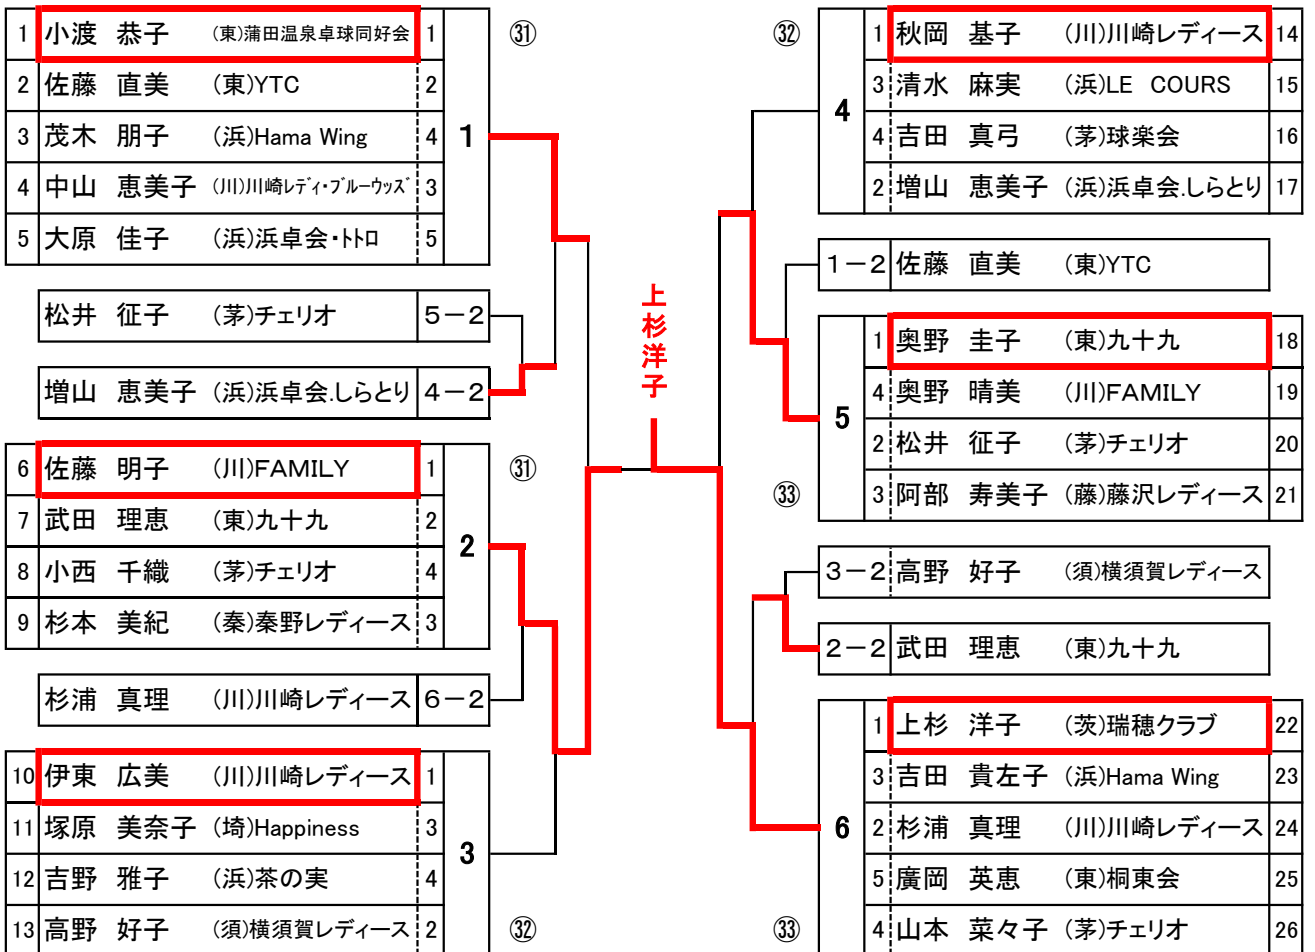 1 小渡 恭子 (東)蒲田温泉卓球同好会 1
2 佐藤 直美 (東)YTC 2
3 茂木 朋子 (浜)Hama Wing 4
4 中山 恵美子 (川)川崎レディ・ブルーウッズ 3
5 大原 佳子 (浜)浜卓会・トトロ 5
1
㉛
松井 征子 (茅)チェリオ 5-2
増山 恵美子 (浜)浜卓会.しらとり 4-2
6 佐藤 明子 (川)FAMILY 1
7 武田 理恵 (東)九十九 2
8 小西 千織 (茅)チェリオ 4
9 杉本 美紀 (秦)秦野レディース 3
2
㉛
杉浦 真理 (川)川崎レディース 6-2
10 伊東 広美 (川)川崎レディース 1
11 塚原 美奈子 (埼)Happiness 3
12 吉野 雅子 (浜)茶の実 4
13 高野 好子 (須)横須賀レディース 2
3
㉜
上杉洋子
㉜
4
1 秋岡 基子 (川)川崎レディース 14
3 清水 麻実 (浜)LE COURS 15
4 吉田 真弓 (茅)球楽会 16
2 増山 恵美子 (浜)浜卓会.しらとり 17
1-2 佐藤 直美 (東)YTC
5
1 奥野 圭子 (東)九十九 18
4 奥野 晴美 (川)FAMILY 19
2 松井 征子 (茅)チェリオ 20
3 阿部 寿美子 (藤)藤沢レディース 21
㉝
3-2 高野 好子 (須)横須賀レディース
2-2 武田 理恵 (東)九十九
6
1 上杉 洋子 (茨)瑞穂クラブ 22
3 吉田 貴左子 (浜)Hama Wing 23
2 杉浦 真理 (川)川崎レディース 24
5 廣岡 英恵 (東)桐東会 25
4 山本 菜々子 (茅)チェリオ 26
㉝